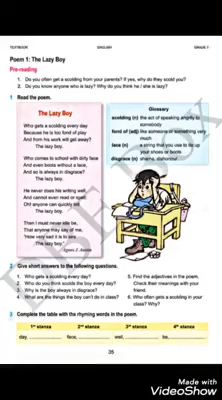 TEXTBOOK ENGLISH GRADE 7
Poem 1: The Lazy Boy
Pre-reading
1. Do you often get a scolding from your parents? If yes, why do they scold you?
2. Do you know anyone who is lazy? Why do you think he / she is lazy?
1 Read the poem.
The Lazy Boy
Who gets a scolding every day
Because he is too fond of play
And from his work will get away?
The lazy boy.
Who comes to school with dirty face
And even boots without a lace,
And so is always in disgrace?
The lazy boy.
He never does his writing well,
And cannot even read or spell,
Oh! anyone can quickly tell
The lazy boy.
Then I must never idle be,
That anyone may say of me,
"How very sad it is to see
The lazy boy."
Glossary
scolding (n) the act of speaking angrily to somebody
fond of (adj) like someone or something very much
lace (n) a string that you use to tie up your shoes or boots
disgrace (n) shame, dishonour
2 Give short answers to the following questions.
1. Who gets a scolding every day?
2. Who do you think scolds the boy every day?
3. Why is the boy always in disgrace?
4. What are the things the boy can't do in class?
5. Find the adjectives in the poem. Check their meanings with your friend.
6. Who often gets a scolding in your class? Why?
3 Complete the table with the rhyming words in the poem.
1st stanza 2nd stanza 3rd stanza 4th stanza
day, face, well, be,
35
Made with
VideoShow